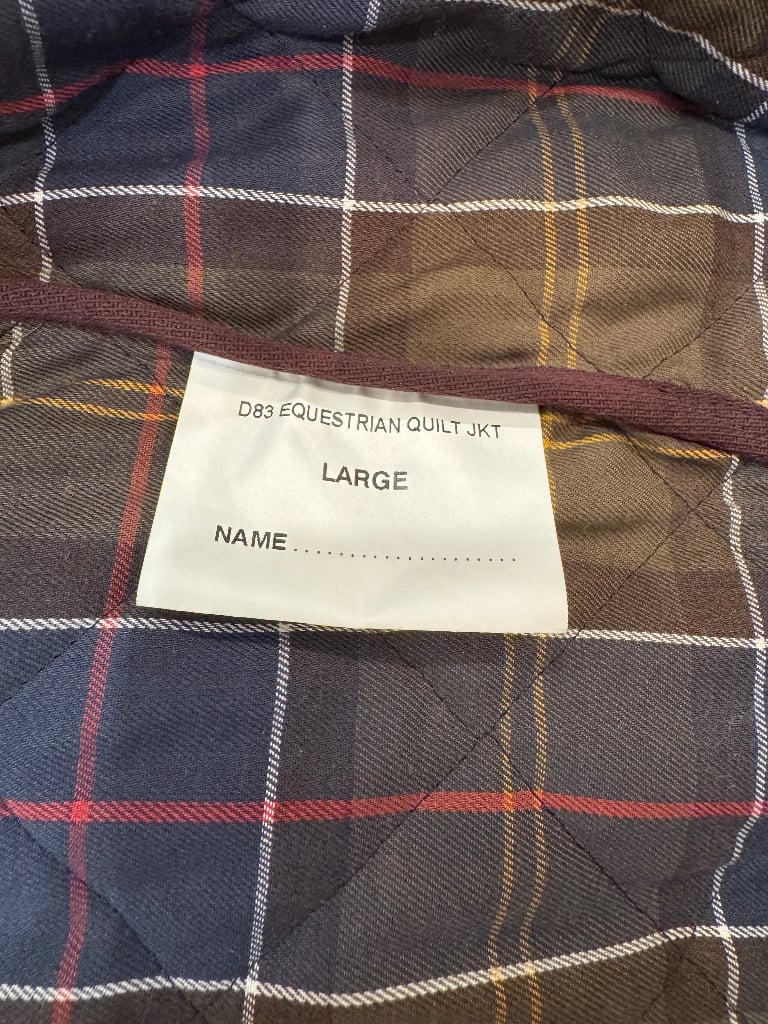 D83 EQUESTRIAN QUILT JKT
LARGE
NAME......................